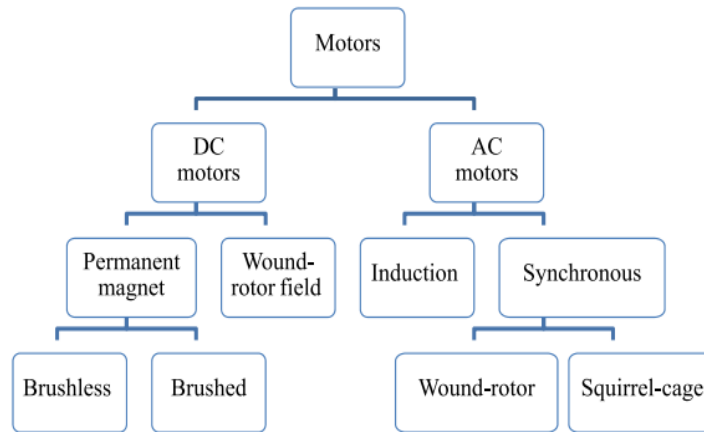 Motors
DC
motors
AC
motors
Permanent
magnet
Wound-
rotor field
Induction
Synchronous
Brushless
Brushed
Wound-rotor
Squirrel-cage